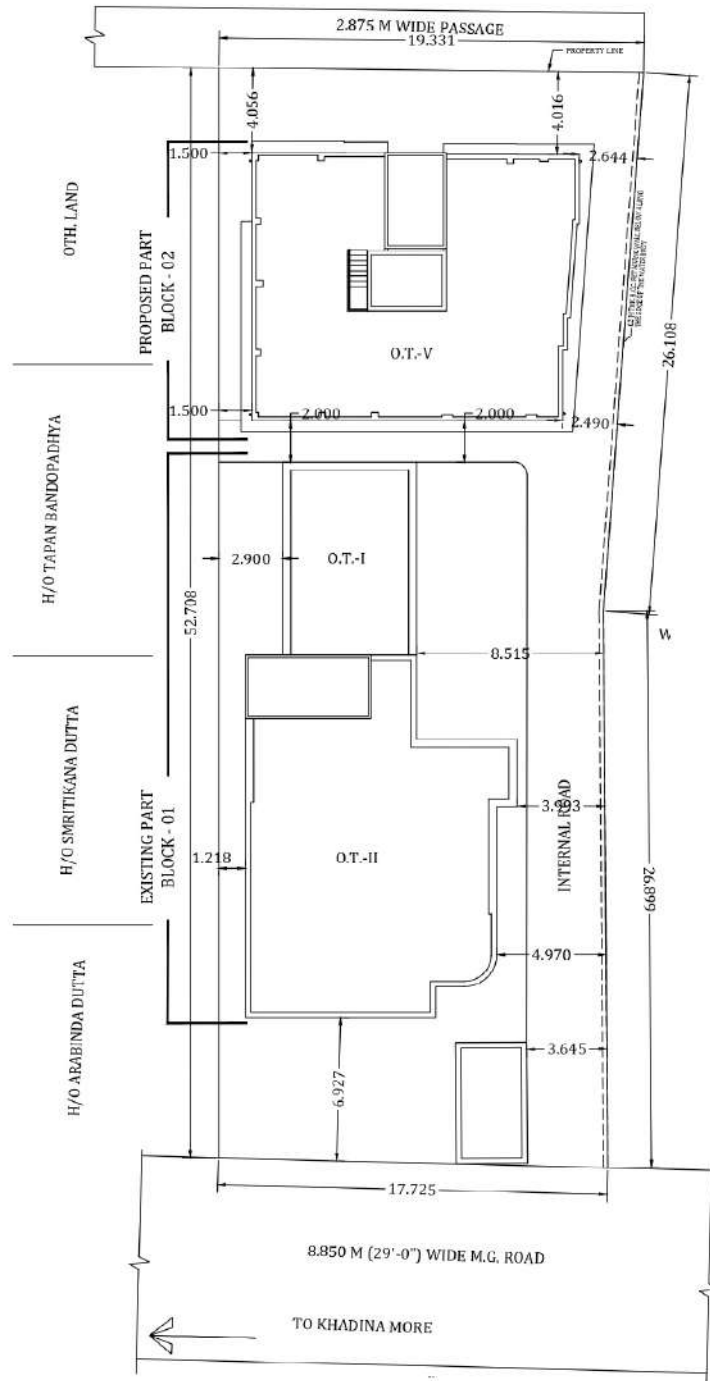 2.875 M WIDE PASSAGE
19.331
PROPERTY LINE
4.056
4.016
1.500
2.644
OTH. LAND
PROPOSED PART
BLOCK - 02
26.108
O.T.-V
1.500
2.000
2.000
2.490
H/O TAPAN BANDOPADHYA
2.900
O.T.-I
52.708
W
8.515
H/O SMRITIKANA DUTTA
EXISTING PART
BLOCK - 01
3.993
INTERNAL ROAD
1.218
O.T.-II
26.899
4.970
H/O ARABINDA DUTTA
3.645
6.927
17.725
8.850 M (29'-0") WIDE M.G. ROAD
TO KHADINA MORE